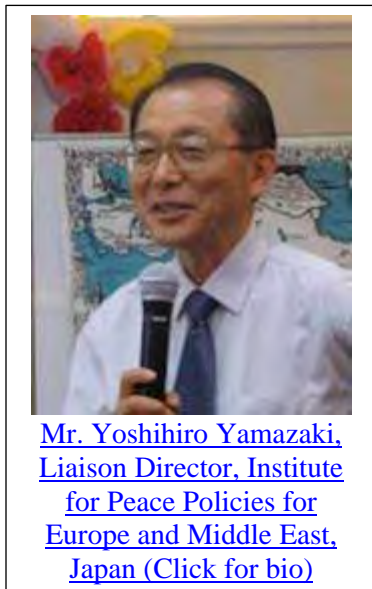 Mr. Yoshihiro Yamazaki,
Liaison Director, Institute
for Peace Policies for
Europe and Middle East,
Japan (Click for bio)